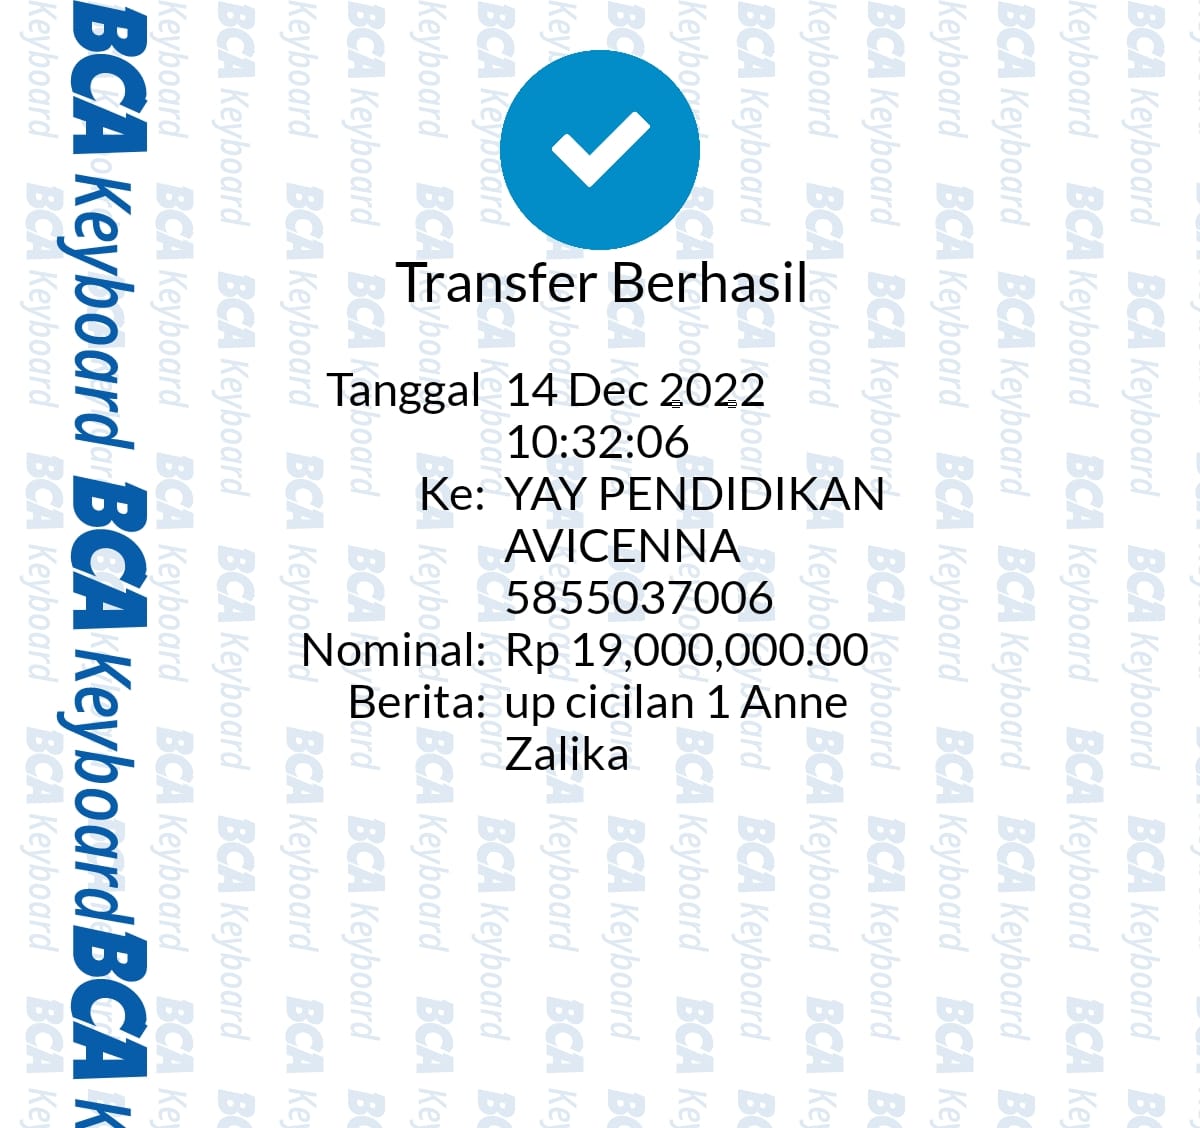 BCA Keyboard BCA Keyboard BCA K
Transfer Berhasil
Tanggal 14 Dec 2022
10:32:06
Ke: YAY PENDIDIKAN
AVICENNA
5855037006
Nominal: Rp 19,000,000.00
Berita: up cicilan 1 Anne
Zalika